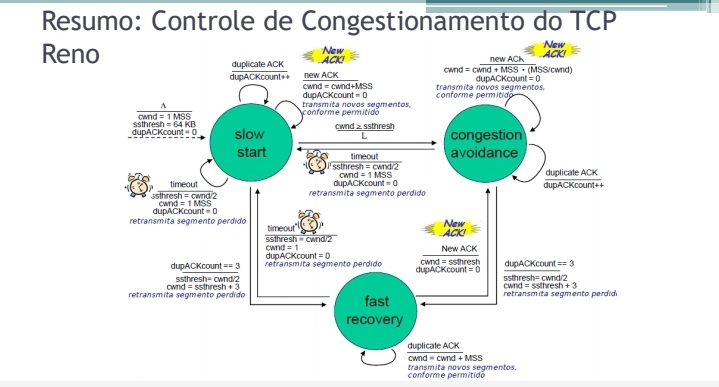 Resumo: Controle de Congestionamento do TCP
Reno
duplicate ACK
dupACKcount++
New
ACK!
new ACK
cwnd = cwnd+MSS
dupACKcount = 0
transmita novos segmentos,
conforme permitido
Λ
cwnd = 1 MSS
ssthresh = 64 KB
dupACKcount = 0
slow
start
cwnd ≥ ssthresh
L
timeout
ssthresh = cwnd/2
cwnd = 1 MSS
dupACKcount = 0
retransmita segmento perdido
New
ACK!
new ACK
cwnd = cwnd + MSS • (MSS/cwnd)
dupACKcount = 0
transmita novos segmentos,
conforme permitido
congestion
avoidance
duplicate ACK
dupACKcount++
timeout
ssthresh = cwnd/2
cwnd = 1 MSS
dupACKcount = 0
retransmita segmento perdido
timeout
ssthresh = cwnd/2
cwnd = 1
dupACKcount = 0
retransmita segmento perdido
New
ACK!
New ACK
cwnd = ssthresh
dupACKcount = 0
dupACKcount == 3
ssthresh= cwnd/2
cwnd = ssthresh + 3
retransmita segmento perdido
dupACKcount == 3
ssthresh= cwnd/2
cwnd = ssthresh + 3
retransmita segmento perdid
fast
recovery
duplicate ACK
cwnd = cwnd + MSS
transmita novos segmentos,
conforme permitido